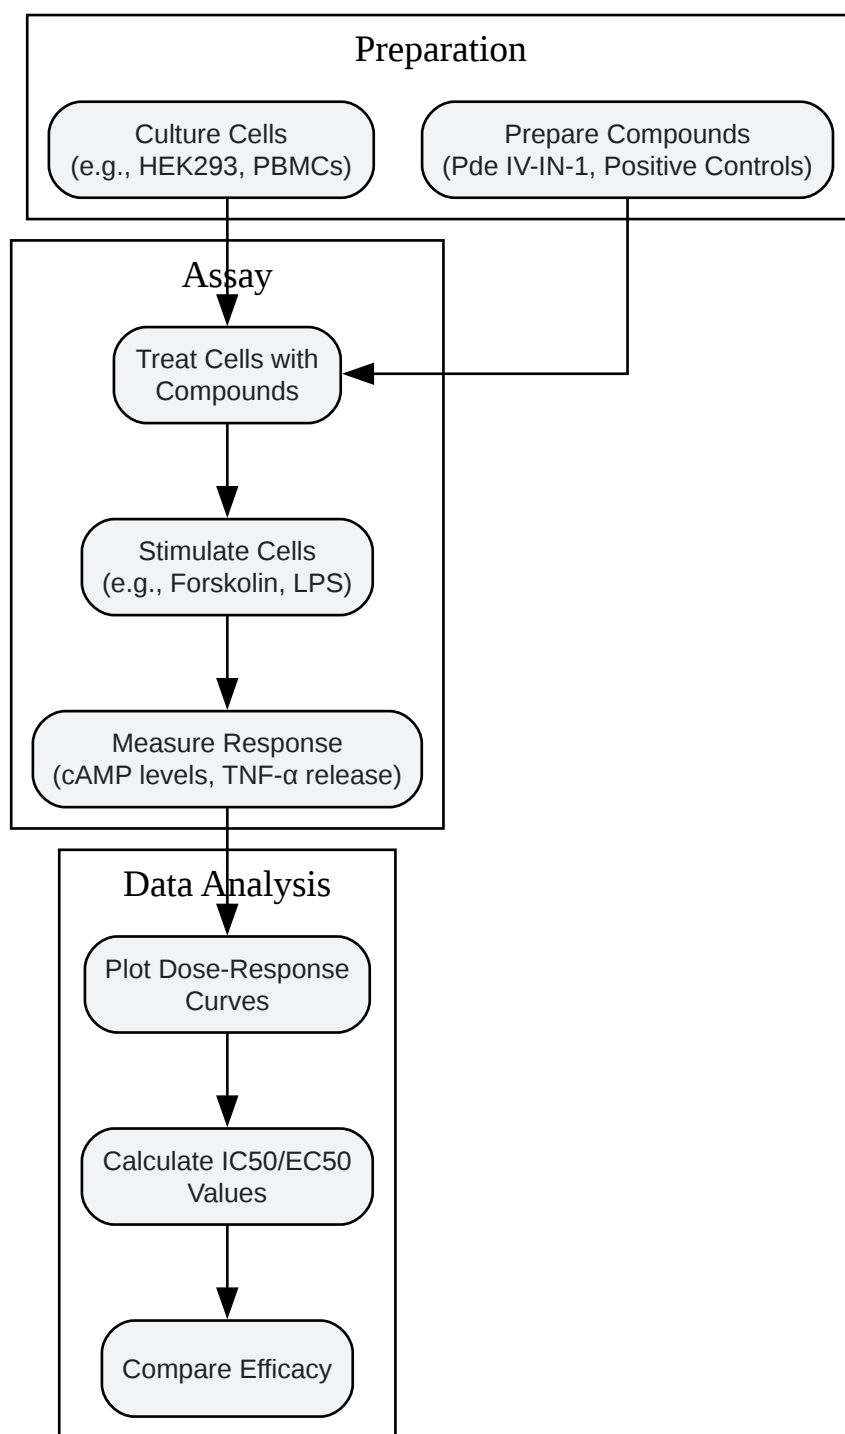 Preparation
Culture Cells
(e.g., HEK293, PBMCs)
Prepare Compounds
(Pde IV-IN-1, Positive Controls)
Assay
Treat Cells with
Compounds
Stimulate Cells
(e.g., Forskolin, LPS)
Measure Response
(cAMP levels, TNF-α release)
Data Analysis
Plot Dose-Response
Curves
Calculate IC50/EC50
Values
Compare Efficacy